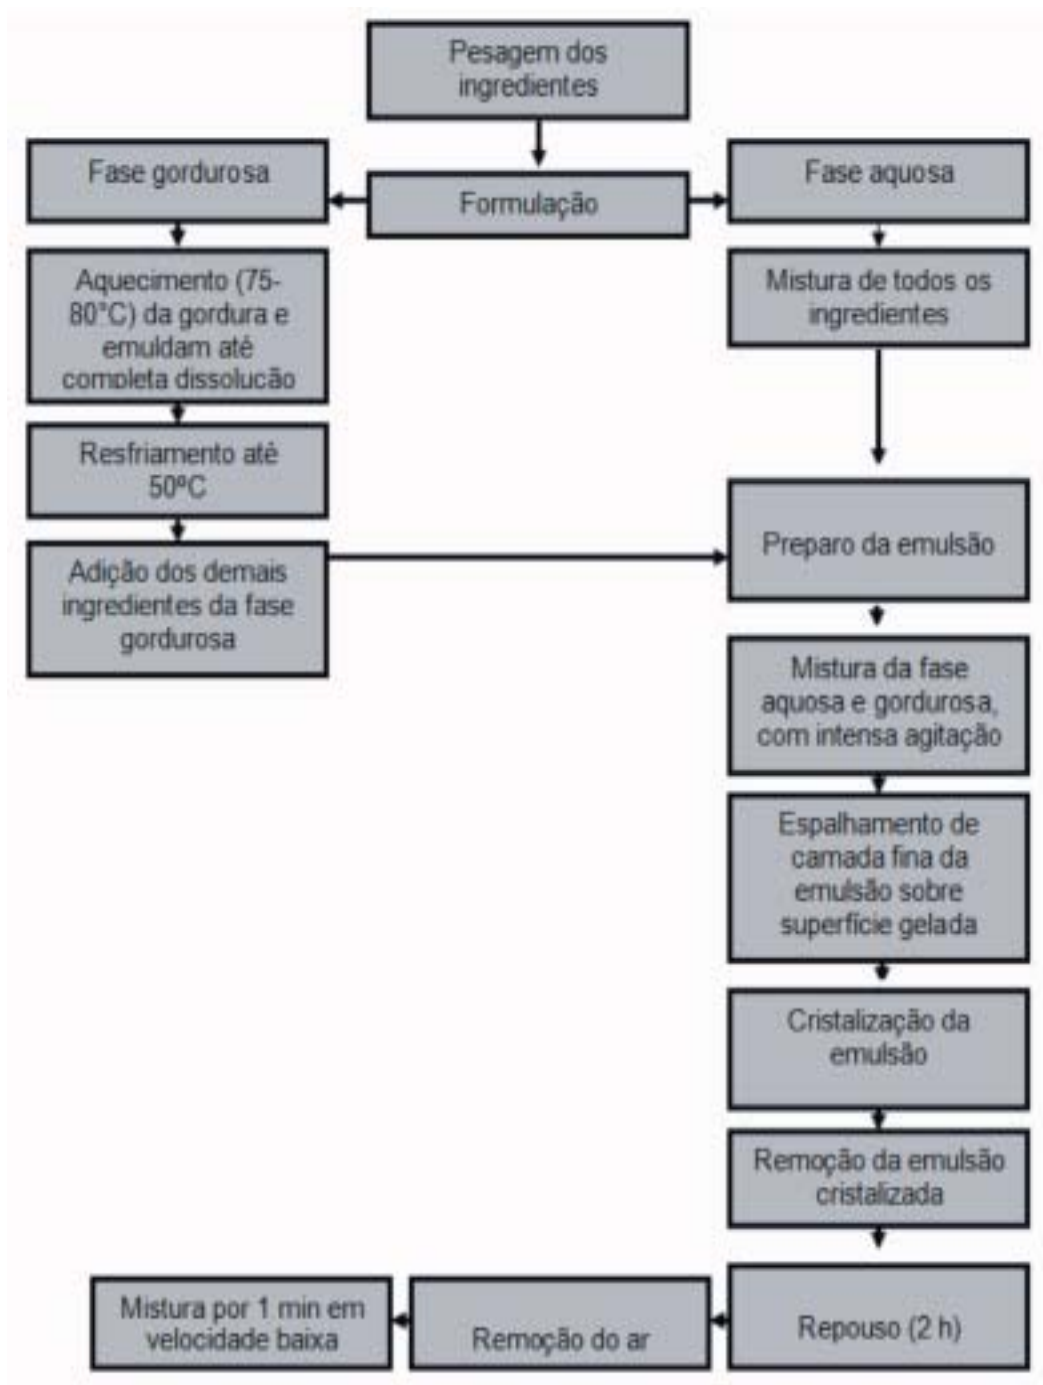 Pesagem dos
ingredientes
Fase gordurosa
Formulação
Fase aquosa
Aquecimento (75-
80°C) da gordura e
emuldam até
completa dissolução
Mistura de todos os
ingredientes
Resfriamento até
50ºC
Adição dos demais
ingredientes da fase
gordurosa
Preparo da emulsão
Mistura da fase
aquosa e gordurosa,
com intensa agitação
Espalhamento de
camada fina da
emulsão sobre
superfície gelada
Cristalização da
emulsão
Remoção da emulsão
cristalizada
Repouso (2 h)
Remoção do ar
Mistura por 1 min em
velocidade baixa